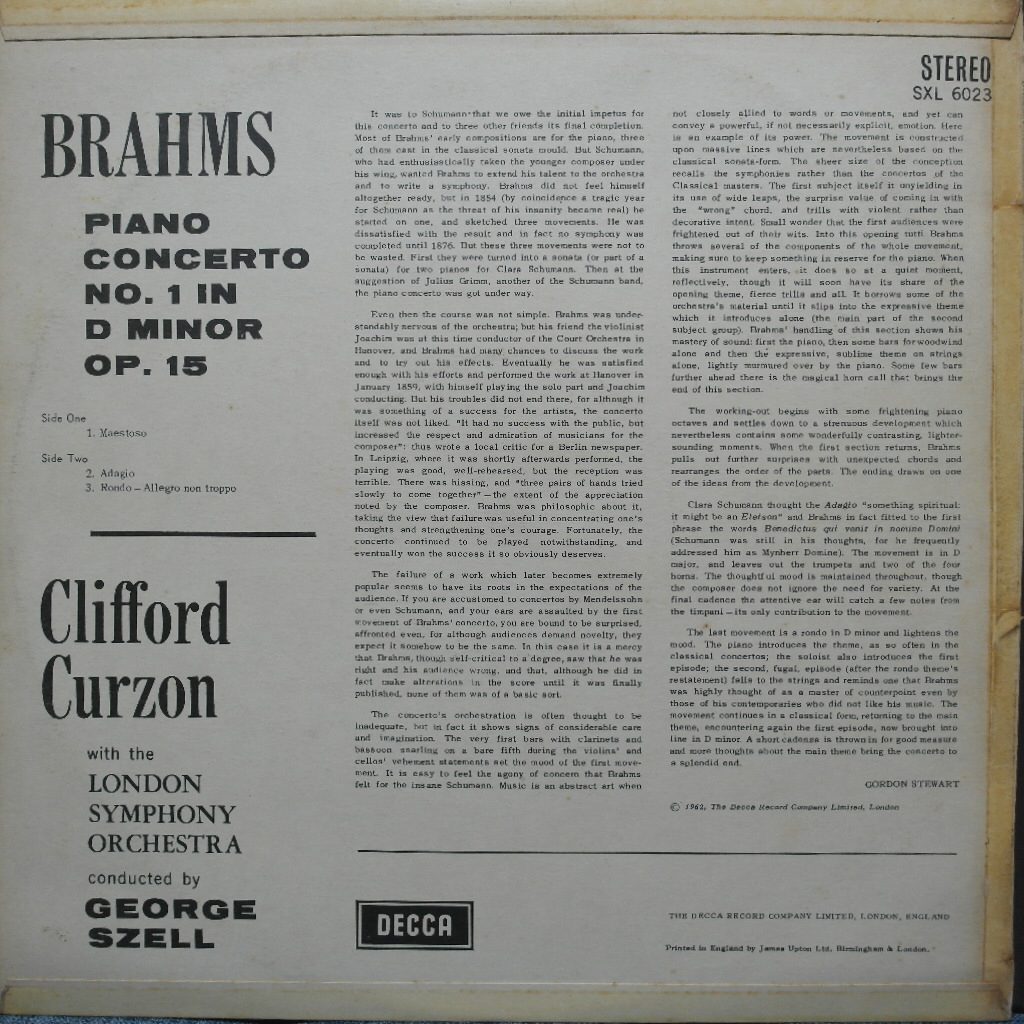 STEREO
SXL 6023
BRAHMS
PIANO
CONCERTO
NO. 1 IN
D MINOR
OP. 15
Side One
1. Maestoso
Side Two
2. Adagio
3. Rondo – Allegro non troppo
Clifford
Curzon
with the
LONDON
SYMPHONY
ORCHESTRA
conducted by
GEORGE
SZELL
It was to Schumann that we owe the initial impetus for
this concerto and to three other friends its final completion.
Most of Brahms' early compositions are for the piano, three
of them cast in the classical sonata mould. But Schumann,
who had enthusiastically taken the younger composer under
his wing, wanted Brahms to extend his talent to the orchestra
and to write a symphony. Brahms did not feel himself
altogether ready, but in 1854 (by coincidence a tragic year
for Schumann as the threat of his insanity became real) he
started on one, and sketched three movements. He was
dissatisfied with the result and in fact no symphony was
completed until 1876. But these three movements were not to
be wasted. First they were turned into a sonata (or part of a
sonata) for two pianos for Clara Schumann. Then at the
suggestion of Julius Grimm, another of the Schumann band,
the piano concerto was got under way.
Even then the course was not simple. Brahms was under-
standably nervous of the orchestra; but his friend the violinist
Joachim was at this time conductor of the Court Orchestra in
Hanover, and Brahms had many chances to discuss the work
and to try out his effects. Eventually he was satisfied
enough with his efforts and performed the work at Hanover in
January 1859, with himself playing the solo part and Joachim
conducting. But his troubles did not end there, for although it
was something of a success for the artists, the concerto
itself was not liked. "It had no success with the public, but
increased the respect and admiration of musicians for the
composer": thus wrote a local critic for a Berlin newspaper.
In Leipzig, where it was shortly afterwards performed, the
playing was good, well-rehearsed, but the reception was
terrible. There was hissing, and "three pairs of hands tried
slowly to come together" – the extent of the appreciation
noted by the composer. Brahms was philosophic about it,
taking the view that failure was useful in concentrating one's
thoughts and strengthening one's courage. Fortunately, the
concerto continued to be played notwithstanding, and
eventually won the success it so obviously deserves.
The failure of a work which later becomes extremely
popular seems to have its roots in the expectations of the
audience. If you are accustomed to concertos by Mendelssohn
or even Schumann, and your ears are assaulted by the first
movement of Brahms' concerto, you are bound to be surprised,
affronted even, for although audiences demand novelty, they
expect it somehow to be the same. In this case it is a mercy
that Brahms, though self-critical to a degree, saw that he was
right and his audience wrong, and that, although he did in
fact make alterations in the score until it was finally
published, none of them was of a basic sort.
The concerto's orchestration is often thought to be
inadequate, but in fact it shows signs of considerable care
and imagination. The very first bars with clarinets and
bassoon snarling on a bare fifth during the violins' and
cellos' vehement statements set the mood of the first move-
ment. It is easy to feel the agony of concern that Brahms
felt for the insane Schumann. Music is an abstract art when
not closely allied to words or movements, and yet can
convey a powerful, if not necessarily explicit, emotion. Here
is an example of its power. The movement is constructed
upon massive lines which are nevertheless based on the
classical sonata-form. The sheer size of the conception
recalls the symphonies rather than the concertos of the
Classical masters. The first subject itself it unyielding in
its use of wide leaps, the surprise value of coming in with
the "wrong" chord, and trills with violent rather than
decorative intent. Small wonder that the first audiences were
frightened out of their wits. Into this opening tutti Brahms
throws several of the components of the whole movement,
making sure to keep something in reserve for the piano. When
this instrument enters, it does so at a quiet moment,
reflectively, though it will soon have its share of the
opening theme, fierce trills and all. It borrows some of the
orchestra's material until it slips into the expressive theme
which it introduces alone (the main part of the second
subject group). Brahms' handling of this section shows his
mastery of sound: first the piano, then some bars for woodwind
alone and then the expressive, sublime theme on strings
alone, lightly murmured over by the piano. Some few bars
further ahead there is the magical horn call that brings the
end of this section.
The working-out begins with some frightening piano
octaves and settles down to a strenuous development which
nevertheless contains some wonderfully contrasting, lighter-
sounding moments. When the first section returns, Brahms
pulls out further surprises with unexpected chords and
rearranges the order of the parts. The ending draws on one
of the ideas from the development.
Clara Schumann thought the Adagio "something spiritual:
it might be an Eleison" and Brahms in fact fitted to the first
phrase the words Benedictus qui venit in nomine Domini
(Schumann was still in his thoughts, for he frequently
addressed him as Mynherr Domine). The movement is in D
major, and leaves out the trumpets and two of the four
horns. The thoughtful mood is maintained throughout, though
the composer does not ignore the need for variety. At the
final cadence the attentive ear will catch a few notes from
the timpani – its only contribution to the movement.
The last movement is a rondo in D minor and lightens the
mood. The piano introduces the theme, as so often in the
classical concertos; the soloist also introduces the first
episode; the second, fugal, episode (after the rondo theme's
restatement) falls to the strings and reminds one that Brahms
was highly thought of as a master of counterpoint even by
those of his contemporaries who did not like his music. The
movement continues in a classical form, returning to the main
theme, encountering again the first episode, now brought into
line in D minor. A short cadenza is thrown in for good measure
and more thoughts about the main theme bring the concerto to
a splendid end.
GORDON STEWART
© 1962, The Decca Record Company Limited, London
DECCA
THE DECCA RECORD COMPANY LIMITED, LONDON, ENGLAND
Printed in England by James Upton Ltd, Birmingham & London.